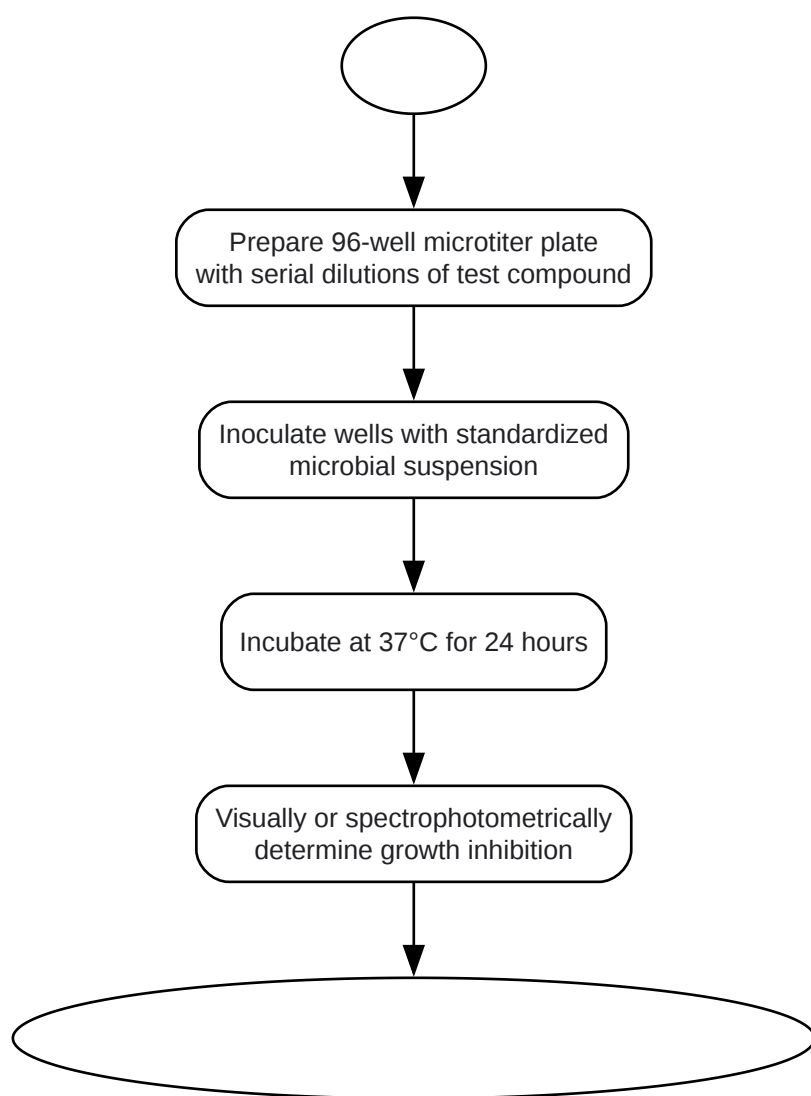 Prepare 96-well microtiter plate
with serial dilutions of test compound
Inoculate wells with standardized
microbial suspension
Incubate at 37°C for 24 hours
Visually or spectrophotometrically
determine growth inhibition